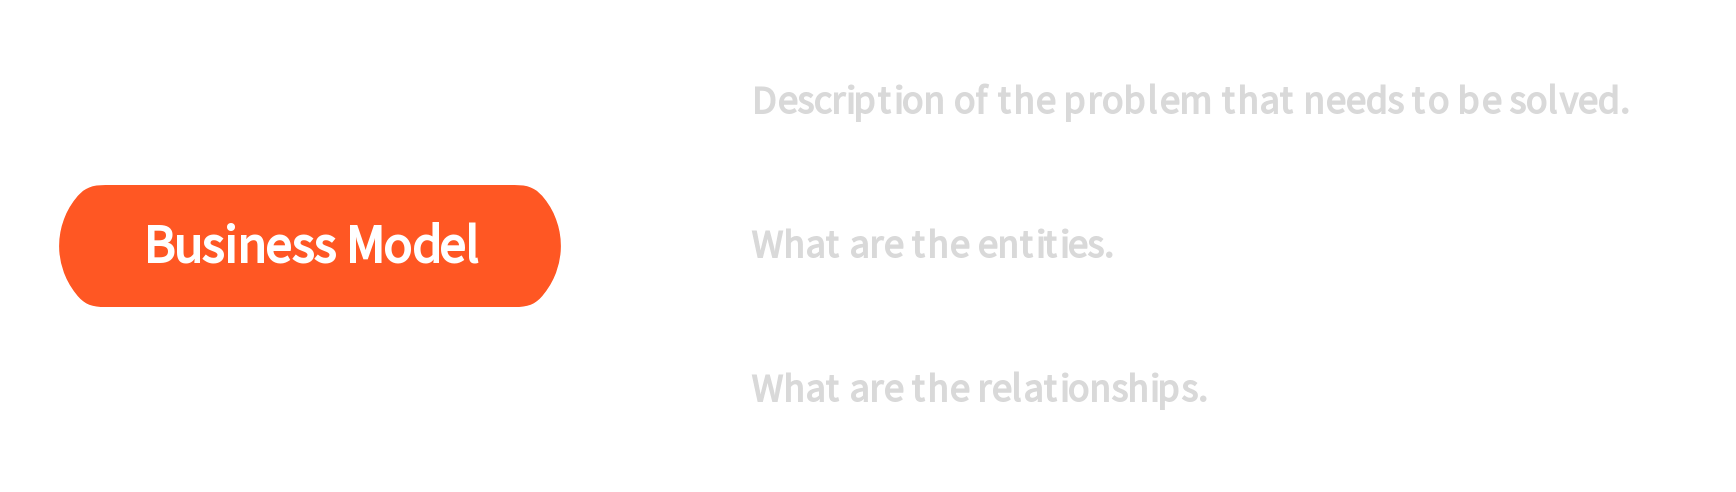 Description of the problem that needs to be solved.
Business Model
What are the entities.
What are the relationships.